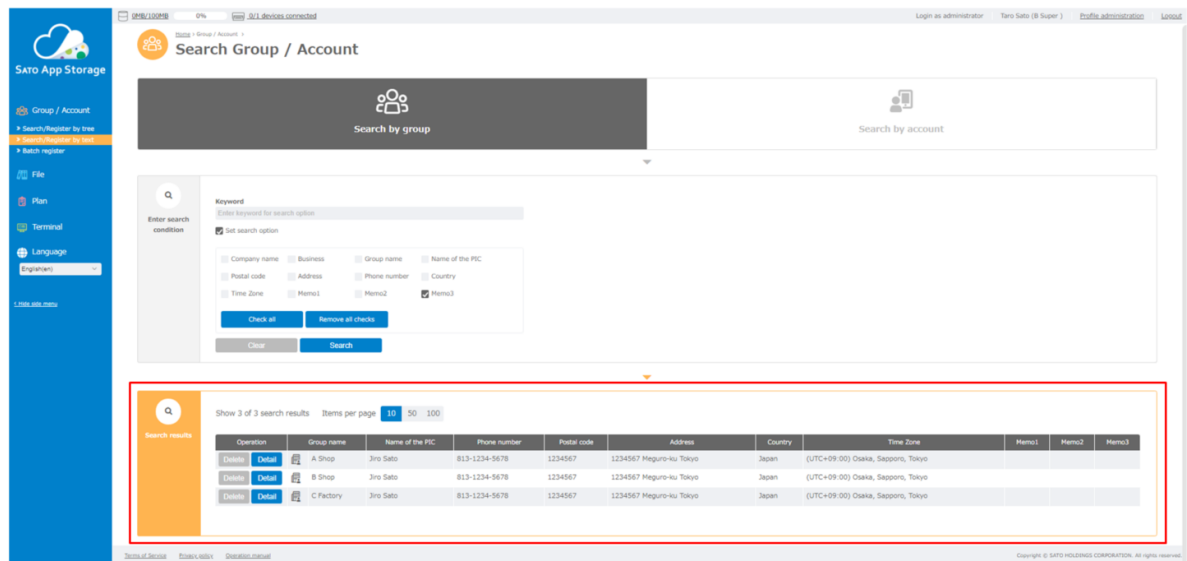 0MB/100MB 0% 0/1 devices connected Login as administrator Taro Sato (B Super ) Profile administration Logout
SATO App Storage
Group / Account
> Search/Register by tree
> Search/Register by text
> Batch register
File
Plan
Terminal
Language
English(en)
Hide side menu
Home > Group / Account >
Search Group / Account
Search by group
Search by account
Enter search
condition
Keyword
Enter keyword for search option
Set search option
Company name Business Group name Name of the PIC
Postal code Address Phone number Country
Time Zone Memo1 Memo2 Memo3
Check all Remove all checks
Clear Search
Search results
Show 3 of 3 search results Items per page 10 50 100
Operation Group name Name of the PIC Phone number Postal code Address Country Time Zone Memo1 Memo2 Memo3
Delete Detail A Shop Jiro Sato 813-1234-5678 1234567 1234567 Meguro-ku Tokyo Japan (UTC+09:00) Osaka, Sapporo, Tokyo
Delete Detail B Shop Jiro Sato 813-1234-5678 1234567 1234567 Meguro-ku Tokyo Japan (UTC+09:00) Osaka, Sapporo, Tokyo
Delete Detail C Factory Jiro Sato 813-1234-5678 1234567 1234567 Meguro-ku Tokyo Japan (UTC+09:00) Osaka, Sapporo, Tokyo
Terms of Service Privacy policy Operation manual Copyright © SATO HOLDINGS CORPORATION. All rights reserved.